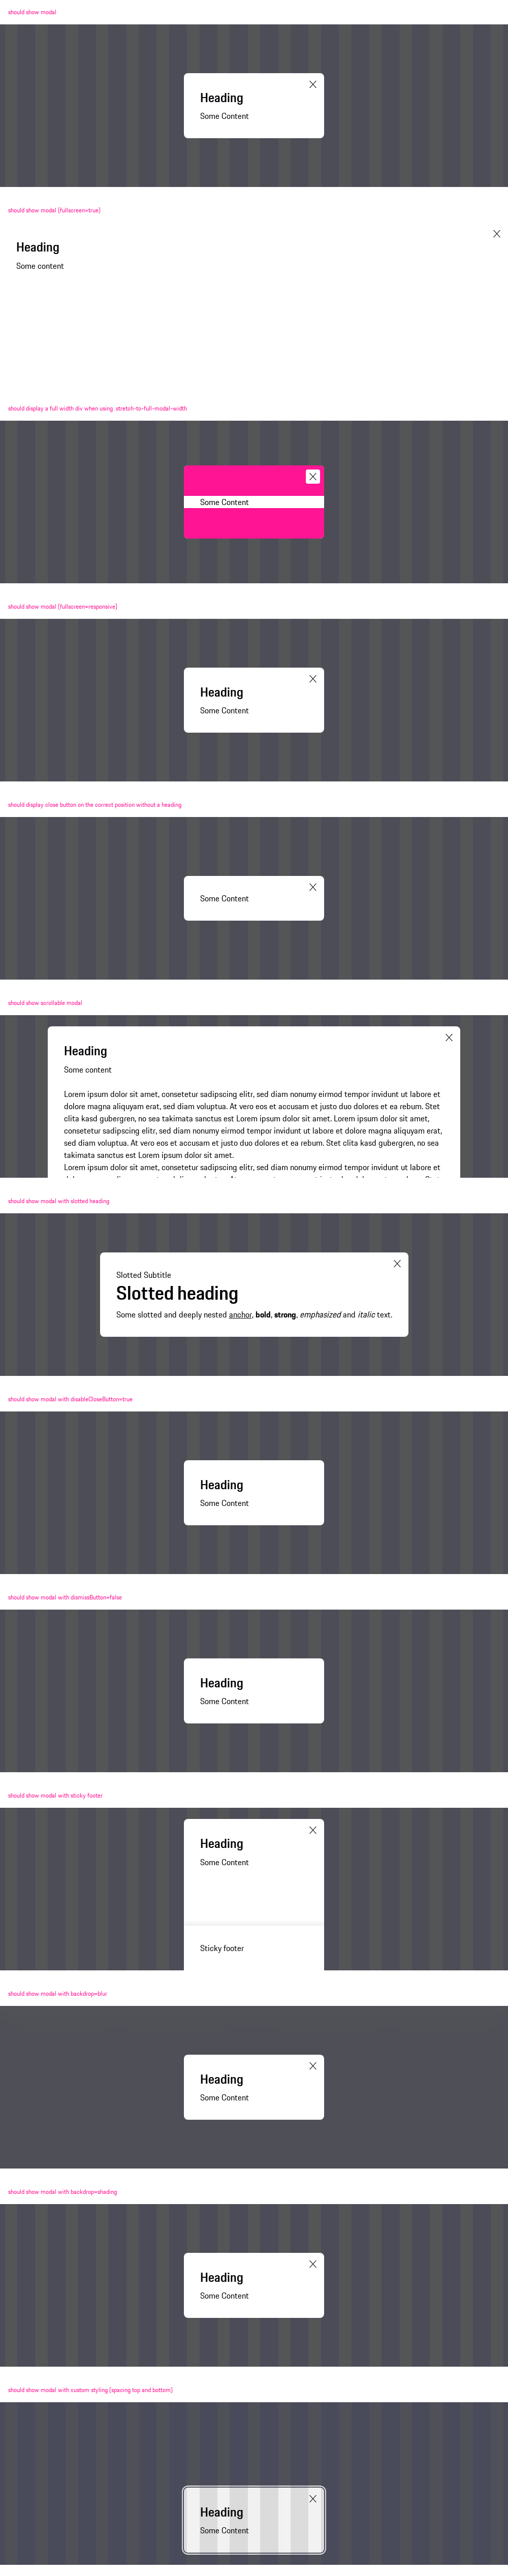 should show modal
Heading
Some Content
should show modal (fullscreen=true)
Heading
Some content
should display a full width div when using .stretch-to-full-modal-width
Some Content
should show modal (fullscreen=responsive)
Heading
Some Content
should display close button on the correct position without a heading
Some Content
should show scrollable modal
Heading
Some content
Lorem ipsum dolor sit amet, consetetur sadipscing elitr, sed diam nonumy eirmod tempor invidunt ut labore et
dolore magna aliquyam erat, sed diam voluptua. At vero eos et accusam et justo duo dolores et ea rebum. Stet
clita kasd gubergren, no sea takimata sanctus est Lorem ipsum dolor sit amet. Lorem ipsum dolor sit amet,
consetetur sadipscing elitr, sed diam nonumy eirmod tempor invidunt ut labore et dolore magna aliquyam erat,
sed diam voluptua. At vero eos et accusam et justo duo dolores et ea rebum. Stet clita kasd gubergren, no sea
takimata sanctus est Lorem ipsum dolor sit amet.
Lorem ipsum dolor sit amet, consetetur sadipscing elitr, sed diam nonumy eirmod tempor invidunt ut labore et
should show modal with slotted heading
Slotted Subtitle
Slotted heading
Some slotted and deeply nested anchor, bold, strong, emphasized and italic text.
should show modal with disableCloseButton=true
Heading
Some Content
should show modal with dismissButton=false
Heading
Some Content
should show modal with sticky footer
Heading
Some Content
Sticky footer
should show modal with backdrop=blur
Heading
Some Content
should show modal with backdrop=shading
Heading
Some Content
should show modal with custom styling (spacing top and bottom)
Heading
Some Content